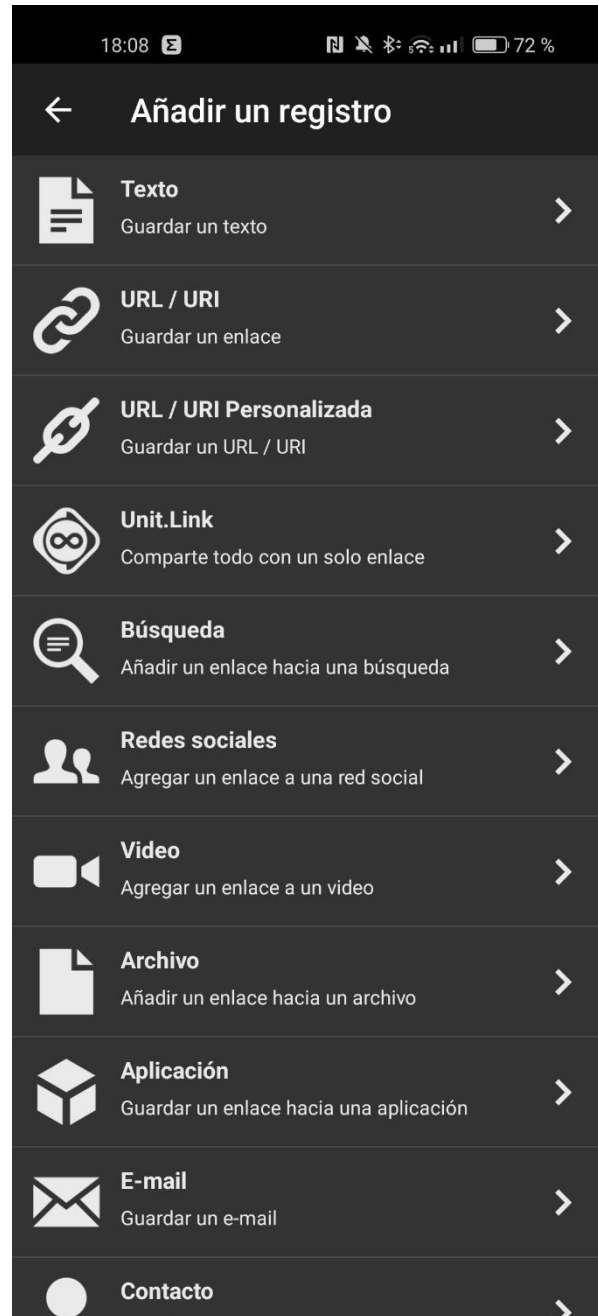 18:08
72 %
Añadir un registro
Texto
Guardar un texto
URL / URI
Guardar un enlace
URL / URI Personalizada
Guardar un URL / URI
Unit.Link
Comparte todo con un solo enlace
Búsqueda
Añadir un enlace hacia una búsqueda
Redes sociales
Agregar un enlace a una red social
Video
Agregar un enlace a un video
Archivo
Añadir un enlace hacia un archivo
Aplicación
Guardar un enlace hacia una aplicación
E-mail
Guardar un e-mail
Contacto